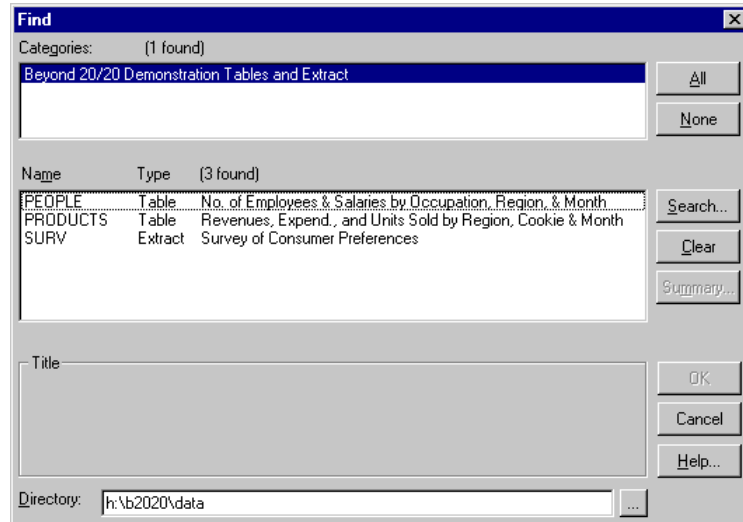 Find
Categories: (1 found)
Beyond 20/20 Demonstration Tables and Extract
All
None
Name Type (3 found)
PEOPLE Table No. of Employees & Salaries by Occupation, Region, & Month
PRODUCTS Table Revenues, Expend., and Units Sold by Region, Cookie & Month
SURV Extract Survey of Consumer Preferences
Search...
Clear
Summary...
Title
OK
Cancel
Help...
Directory: h:\b2020\data ...